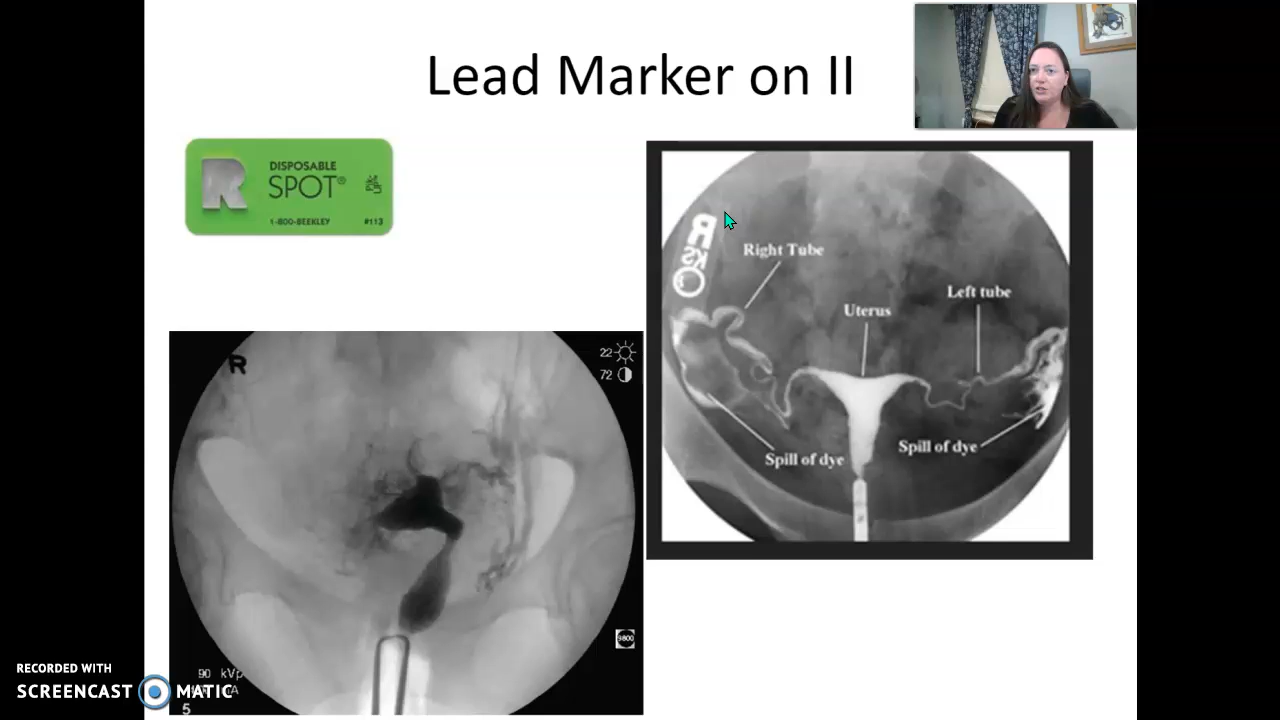 Lead Marker on II
R
DISPOSABLE
SPOT®
1-800-BEEKLEY
#113
R
Right Tube
Left tube
Uterus
Spill of dye
Spill of dye
R
22
72
9800
90 kVp
5
RECORDED WITH
SCREENCAST MATIC